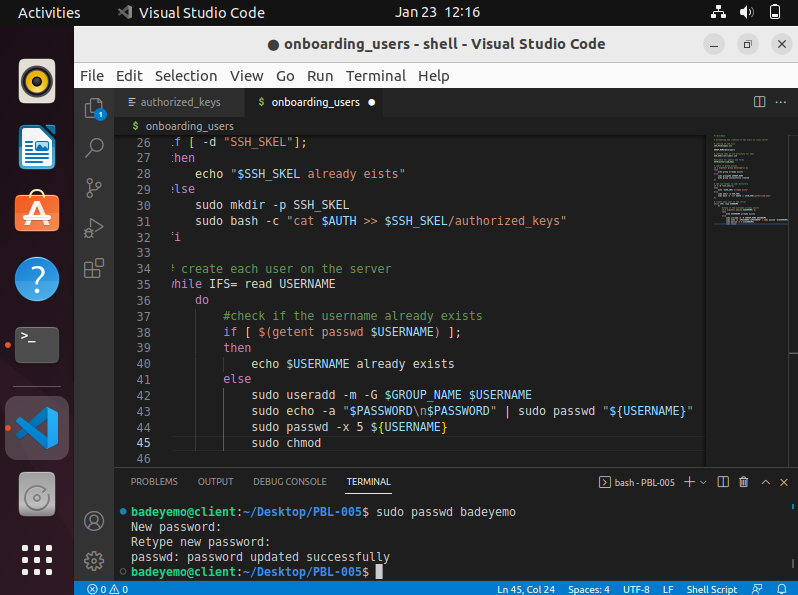 Activities
Visual Studio Code
Jan 23 12:16
onboarding_users - shell - Visual Studio Code
File Edit Selection View Go Run Terminal Help
1
authorized_keys
$ onboarding_users
$ onboarding_users
26 if [ -d "$SSH_SKEL"];
27 then
28 echo "$SSH_SKEL already eists"
29 else
30 sudo mkdir -p SSH_SKEL
31 sudo bash -c "cat $AUTH >> $SSH_SKEL/authorized_keys"
32 fi
33
34 # create each user on the server
35 while IFS= read USERNAME
36 do
37 #check if the username already exists
38 if [ $(getent passwd $USERNAME) ];
39 then
40 echo $USERNAME already exists
41 else
42 sudo useradd -m -G $GROUP_NAME $USERNAME
43 sudo echo -a "$PASSWORD\n$PASSWORD" | sudo passwd "${USERNAME}"
44 sudo passwd -x 5 ${USERNAME}
45 sudo chmod
46
PROBLEMS OUTPUT DEBUG CONSOLE TERMINAL
bash - PBL-005
badeyemo@client:~/Desktop/PBL-005$ sudo passwd badeyemo
New password:
Retype new password:
passwd: password updated successfully
badeyemo@client:~/Desktop/PBL-005$
0 0
Ln 45, Col 24 Spaces: 4 UTF-8 LF Shell Script